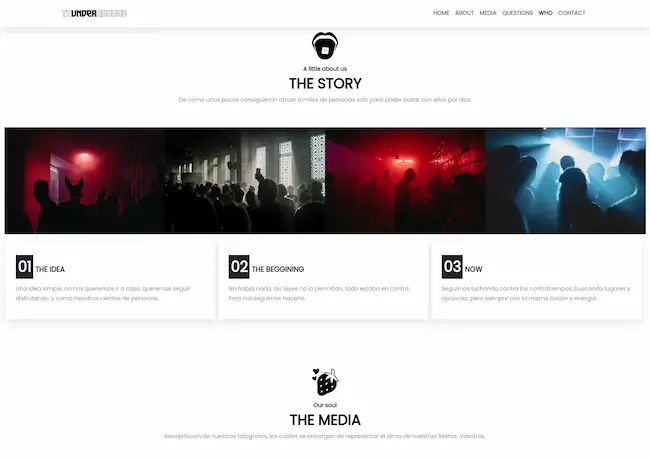 THUNDERGROUND
HOME ABOUT MEDIA QUESTIONS WHO CONTACT
A little about us
THE STORY
De como unos pocos consiguieron atraer a miles de personas solo para poder bailar con ellos por dias
01 THE IDEA
Una idea simple, no nos queremos ir a casa, queremos seguir
disfrutando, y como nosotros cientos de personas.
02 THE BEGGINING
No habia nada, las leyes no lo permitian, todo estaba en contra.
Pero conseguimos hacerlo
03 NOW
Seguimos luchando contra los contratiempos, buscando lugares y
opciones, pero siempre con la misma ilusion y energia
Our soul
THE MEDIA
Recopilacion de nuestros fotografos, los cuales se encargan de representar el alma de nuestras fiestas. Vosotros.